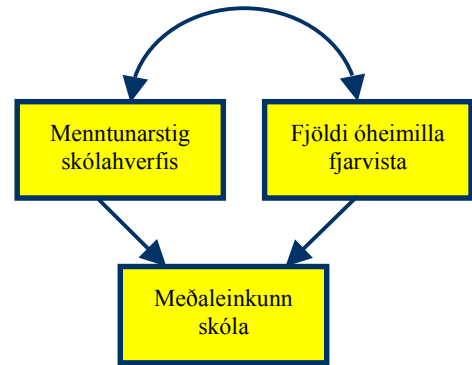 Menntunarstig
skólahverfis
Fjöldi óheimilla
fjarvista
Meðaleinkunn
skóla